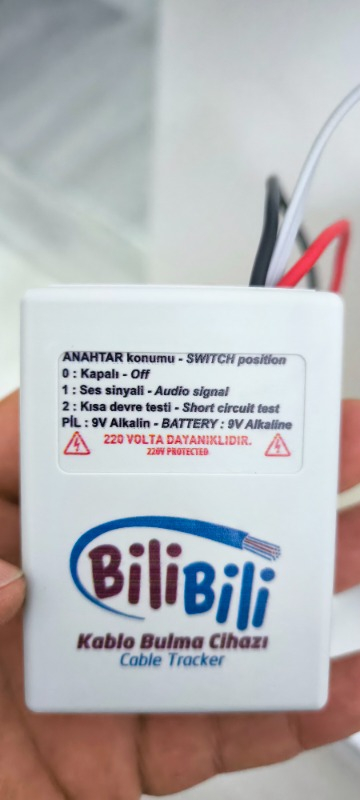 ANAHTAR konumu - SWITCH position
0 : Kapalı - Off
1 : Ses sinyali - Audio signal
2 : Kısa devre testi - Short circuit test
PİL : 9V Alkalin - BATTERY : 9V Alkaline
220 VOLTA DAYANIKLIDIR.
220V PROTECTED
BiliBili
Kablo Bulma Cihazı
Cable Tracker